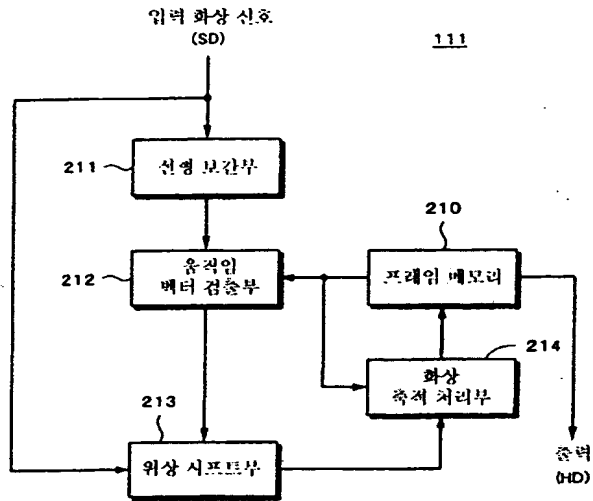 입력 화상 신호
(SD)
111
211
선형 보간부
210
212
움직임
벡터 검출부
프레임 메모리
214
화상
축적 처리부
213
위상 시프트부
출력
(HD)